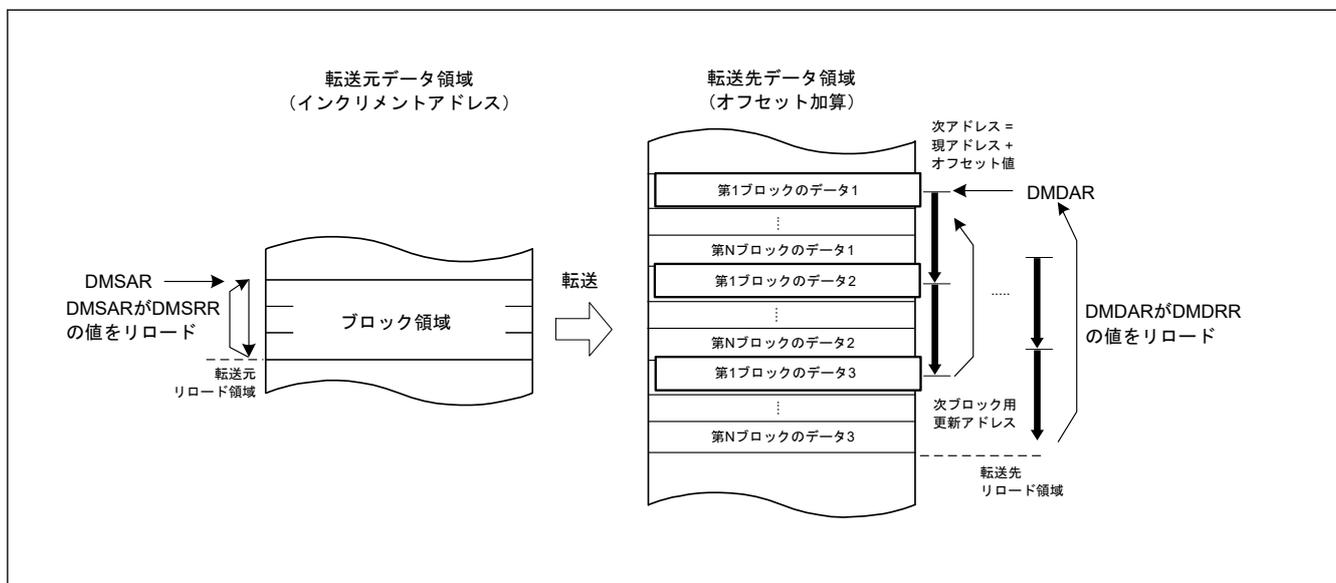 転送元データ領域
（インクリメントアドレス）
DMSAR
DMSARがDMSRR
の値をリロード
ブロック領域
転送元
リロード領域
転送
転送先データ領域
（オフセット加算）
次アドレス =
現アドレス +
オフセット値
第1ブロックのデータ1
DMDAR
第Nブロックのデータ1
第1ブロックのデータ2
.....
DMDARがDMDRR
の値をリロード
第Nブロックのデータ2
第1ブロックのデータ3
次ブロック用
更新アドレス
第Nブロックのデータ3
転送先
リロード領域